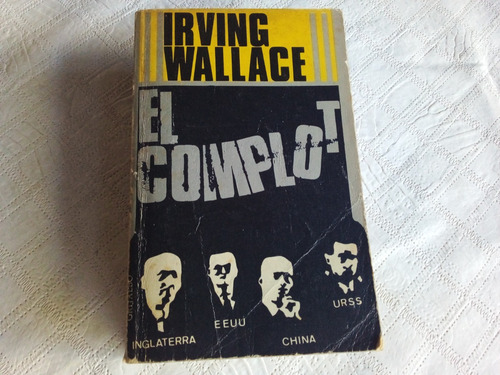 IRVING
WALLACE
EL
COMPLOT
INGLATERRA
EEUU
CHINA
URSS